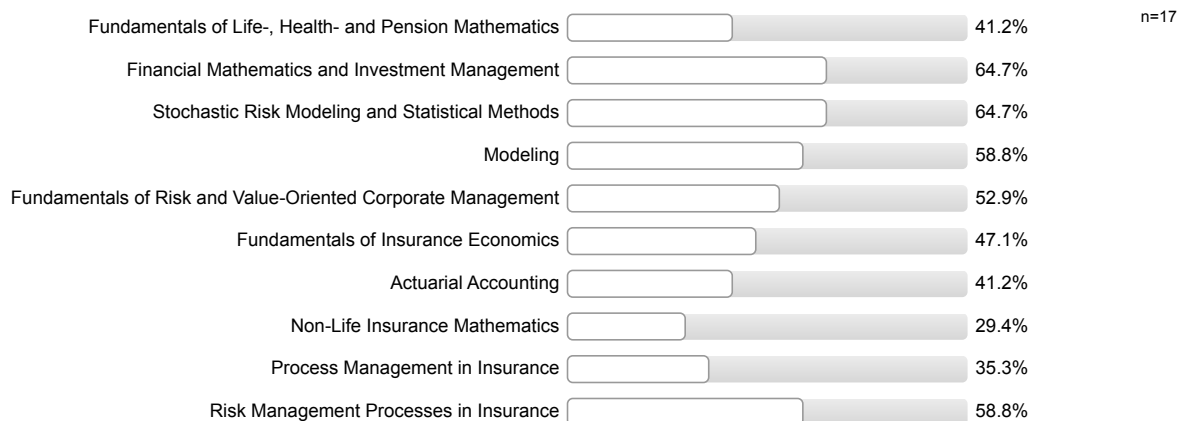 Fundamentals of Life-, Health- and Pension Mathematics 41.2% n=17
Financial Mathematics and Investment Management 64.7%
Stochastic Risk Modeling and Statistical Methods 64.7%
Modeling 58.8%
Fundamentals of Risk and Value-Oriented Corporate Management 52.9%
Fundamentals of Insurance Economics 47.1%
Actuarial Accounting 41.2%
Non-Life Insurance Mathematics 29.4%
Process Management in Insurance 35.3%
Risk Management Processes in Insurance 58.8%